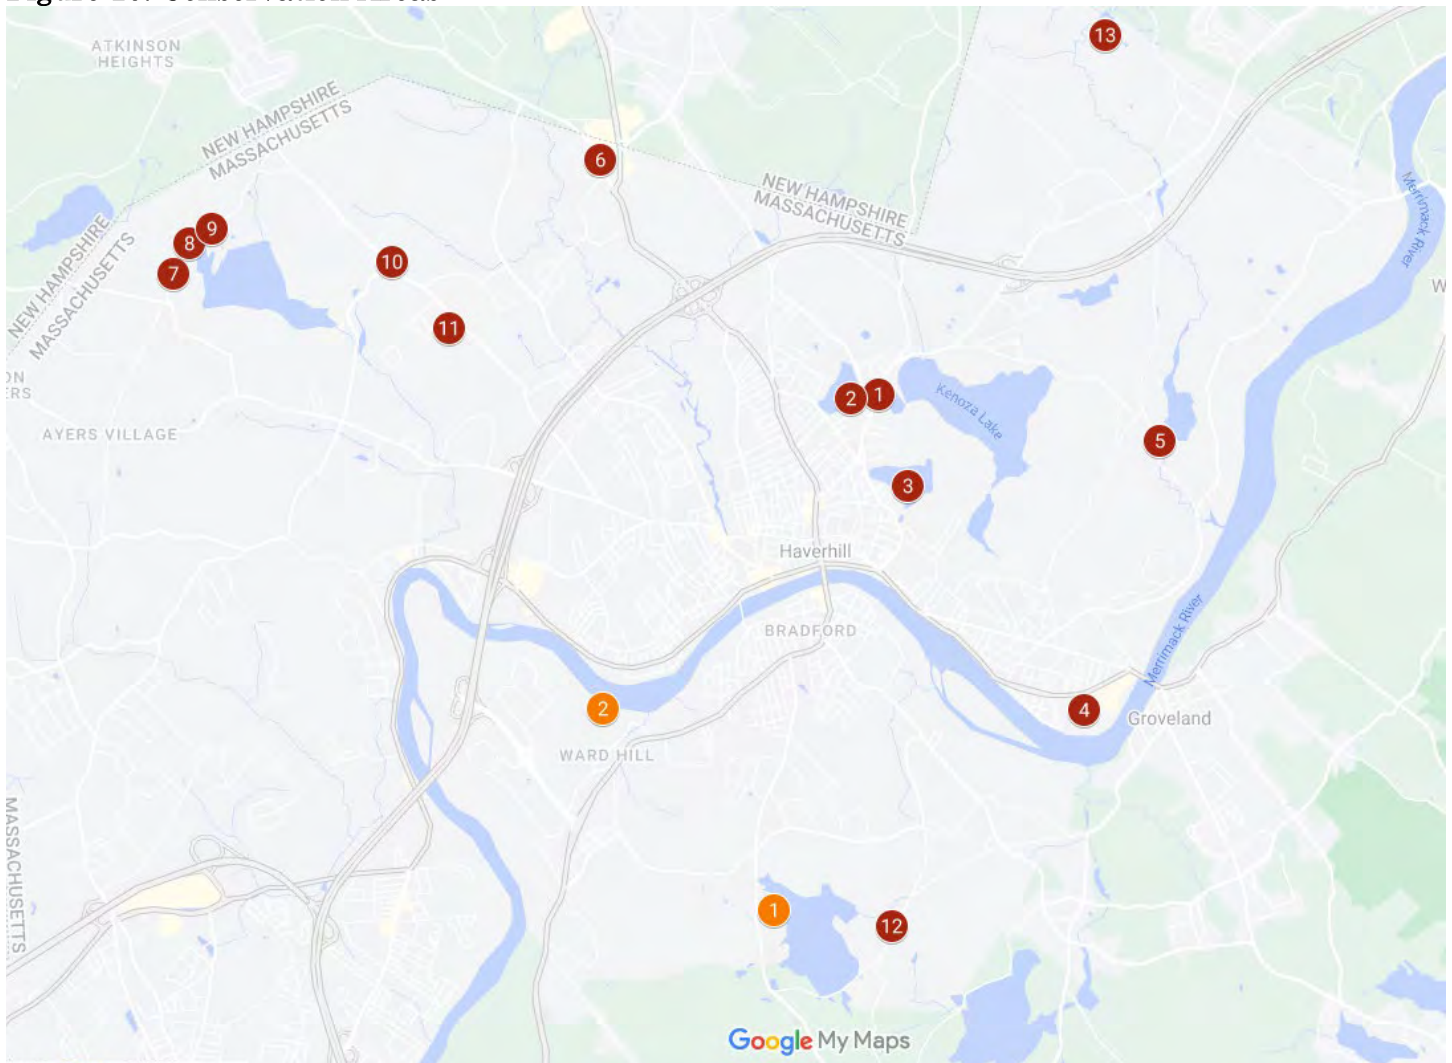 ATKINSON
HEIGHTS
13
NEW HAMPSHIRE
MASSACHUSETTS
6
NEW HAMPSHIRE
MASSACHUSETTS
Merrimack River
9
8
7
10
NEW HAMPSHIRE
MASSACHUSETTS
11
W
ON
ERS
2
1
Kenoza Lake
AYERS VILLAGE
5
3
Haverhill
BRADFORD
Merrimack River
2
4
Groveland
WARD HILL
MASSACHUSETTS
1
12
Google My Maps